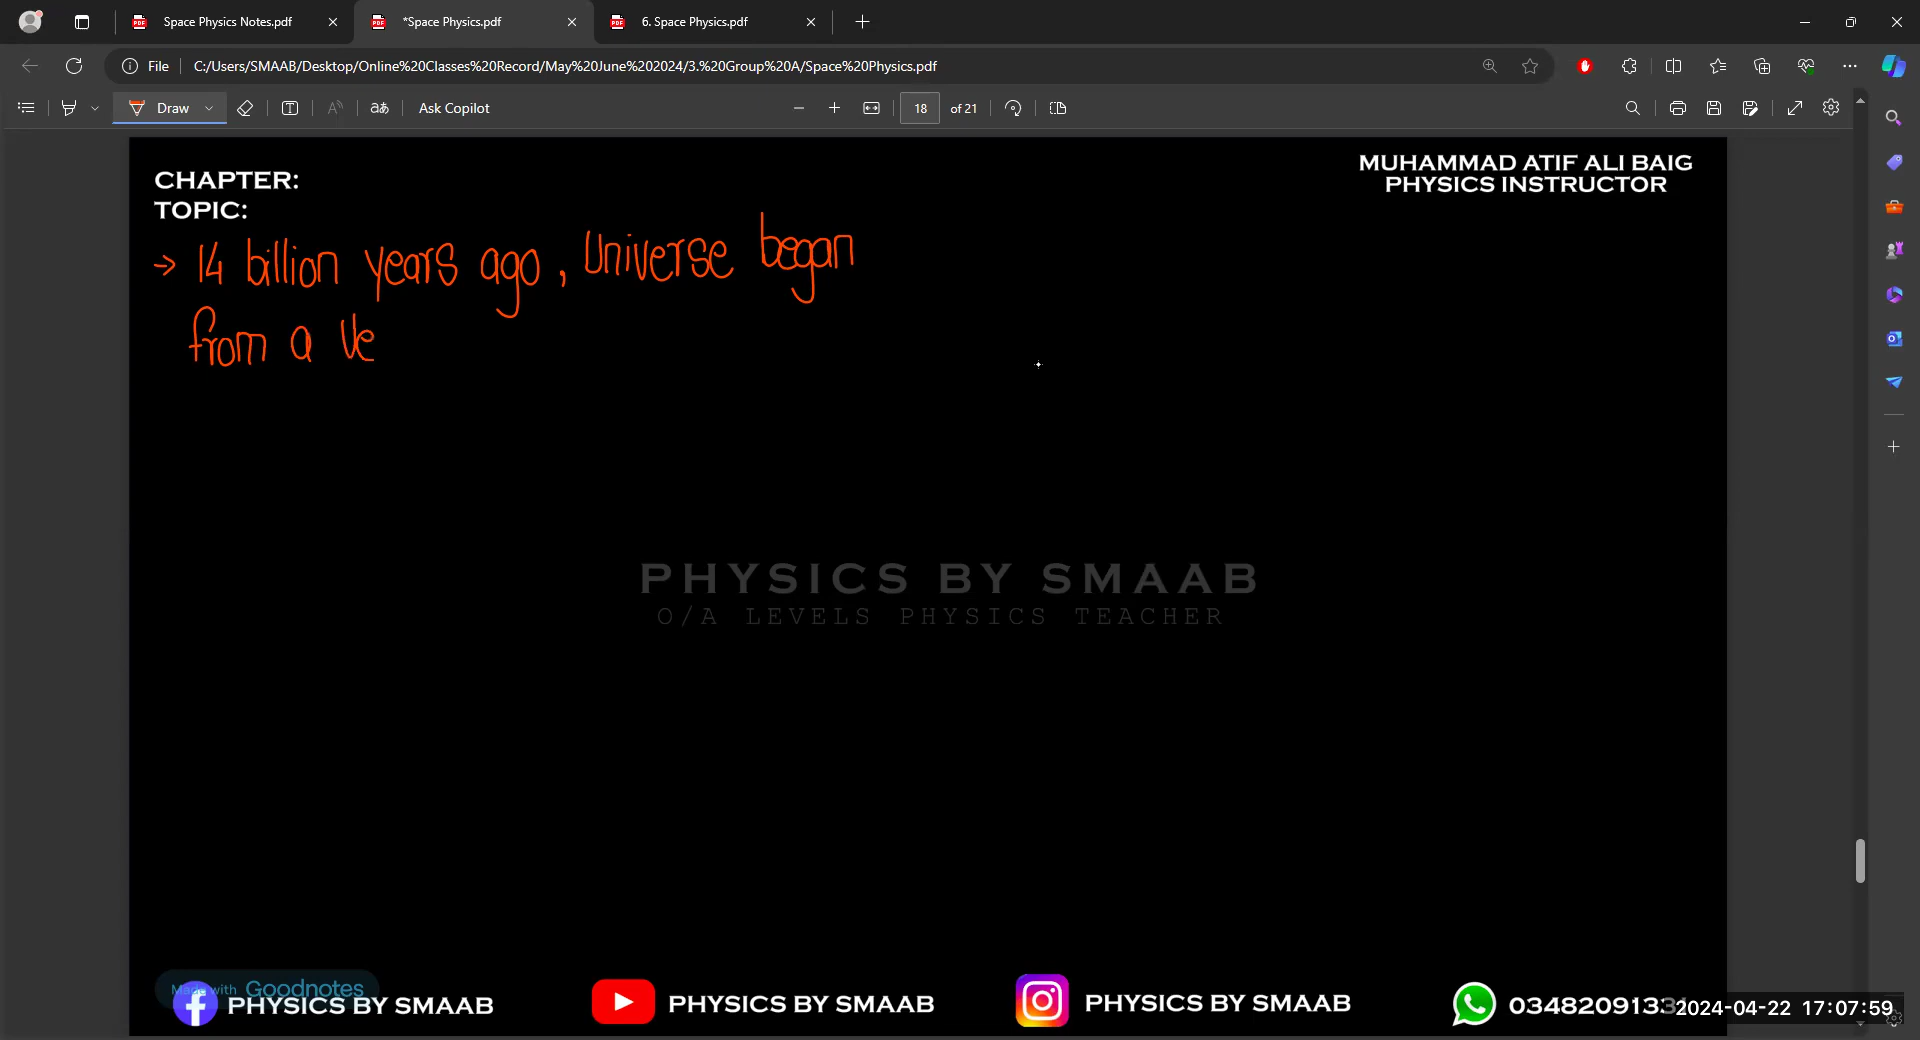 Space Physics Notes.pdf
*Space Physics.pdf
6. Space Physics.pdf
File C:/Users/SMAAB/Desktop/Online%20Classes%20Record/May%20June%202024/3.%20Group%20A/Space%20Physics.pdf
Draw
aあ
Ask Copilot
18 of 21
CHAPTER:
TOPIC:
MUHAMMAD ATIF ALI BAIG
PHYSICS INSTRUCTOR
→ 14 billion years ago, Universe began
from a Ve
PHYSICS BY SMAAB
O/A LEVELS PHYSICS TEACHER
Made with Goodnotes
PHYSICS BY SMAAB
PHYSICS BY SMAAB
PHYSICS BY SMAAB
2024-04-22 17:07:59